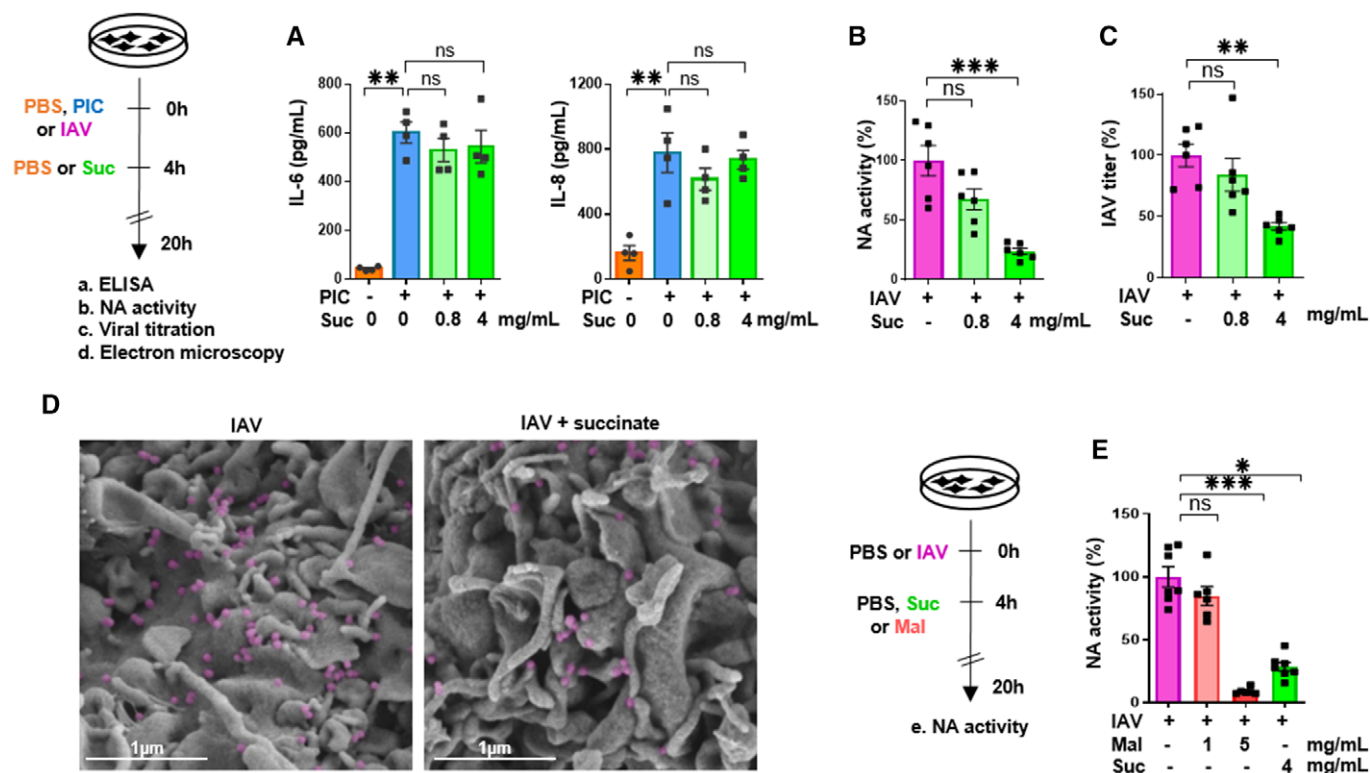 PBS, PIC
or IAV
0h
PBS or Suc
4h
20h
a. ELISA
b. NA activity
c. Viral titration
d. Electron microscopy
A
ns
** ns
IL-6 (pg/mL)
800
600
400
200
0
PIC - + + +
Suc 0 0 0.8 4 mg/mL
ns
** ns
IL-8 (pg/mL)
1200
800
400
0
PIC - + + +
Suc 0 0 0.8 4 mg/mL
B
***
ns
NA activity (%)
150
100
50
0
IAV + + +
Suc - 0.8 4 mg/mL
C
**
ns
IAV titer (%)
150
100
50
0
IAV + + +
Suc - 0.8 4 mg/mL
D
IAV
1µm
IAV + succinate
1µm
PBS or IAV
0h
PBS, Suc
or Mal
4h
20h
e. NA activity
E
*
***
ns
NA activity (%)
150
100
50
0
IAV + + + +
Mal - 1 5 - mg/mL
Suc - - - 4 mg/mL